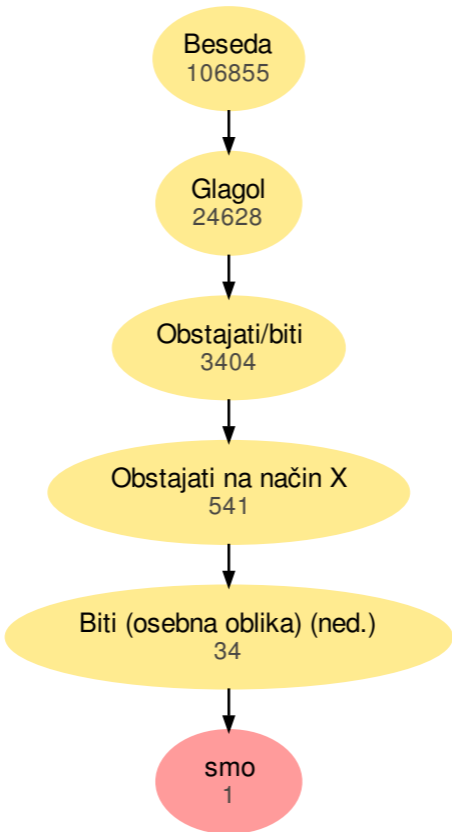 Beseda
106855
Glagol
24628
Obstajati/biti
3404
Obstajati na način X
541
Biti (osebna oblika) (ned.)
34
smo
1